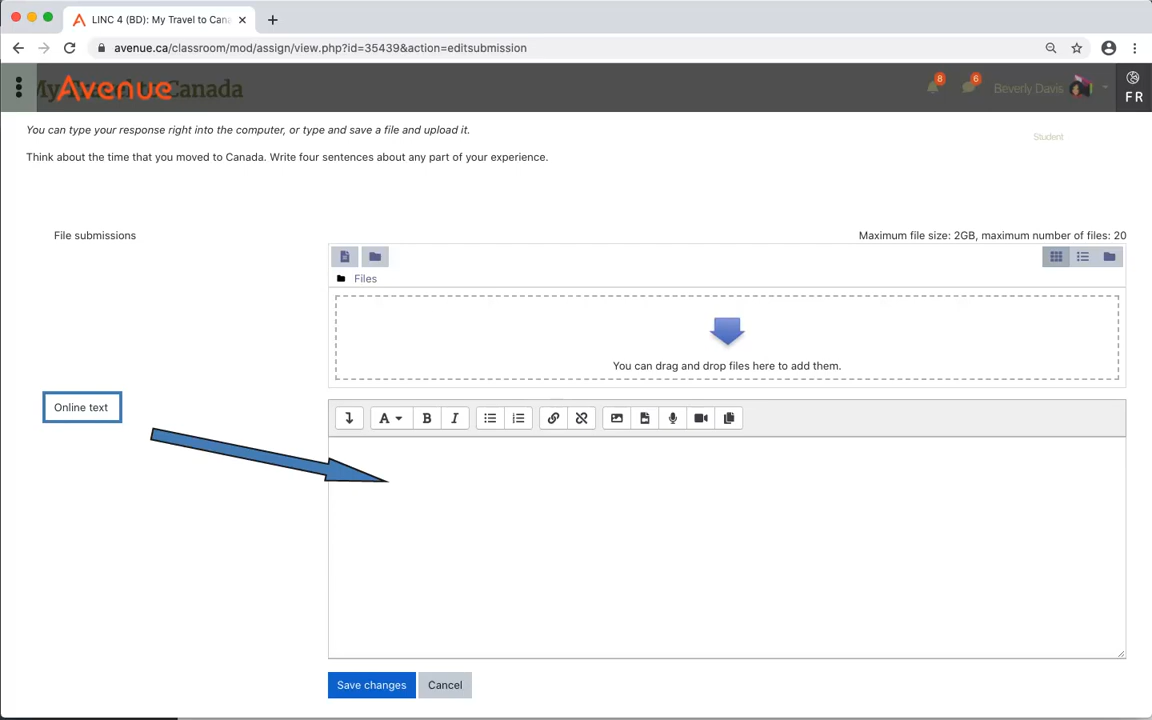 LINC 4 (BD): My Travel to Cana
avenue.ca/classroom/mod/assign/view.php?id=35439&action=editsubmission
My Travel to Canada
Avenue
8
6
Beverly Davis
FR
You can type your response right into the computer, or type and save a file and upload it.
Student
Think about the time that you moved to Canada. Write four sentences about any part of your experience.
File submissions
Maximum file size: 2GB, maximum number of files: 20
Files
You can drag and drop files here to add them.
Online text
A B I
Save changes
Cancel